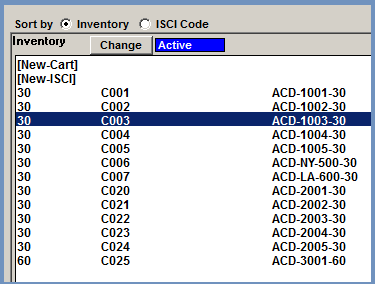 Sort by Inventory ISCI Code
Inventory Change Active
[New-Cart]
[New-ISCI]
30 C001 ACD-1001-30
30 C002 ACD-1002-30
30 C003 ACD-1003-30
30 C004 ACD-1004-30
30 C005 ACD-1005-30
30 C006 ACD-NY-500-30
30 C007 ACD-LA-600-30
30 C020 ACD-2001-30
30 C021 ACD-2002-30
30 C022 ACD-2003-30
30 C023 ACD-2004-30
30 C024 ACD-2005-30
60 C025 ACD-3001-60